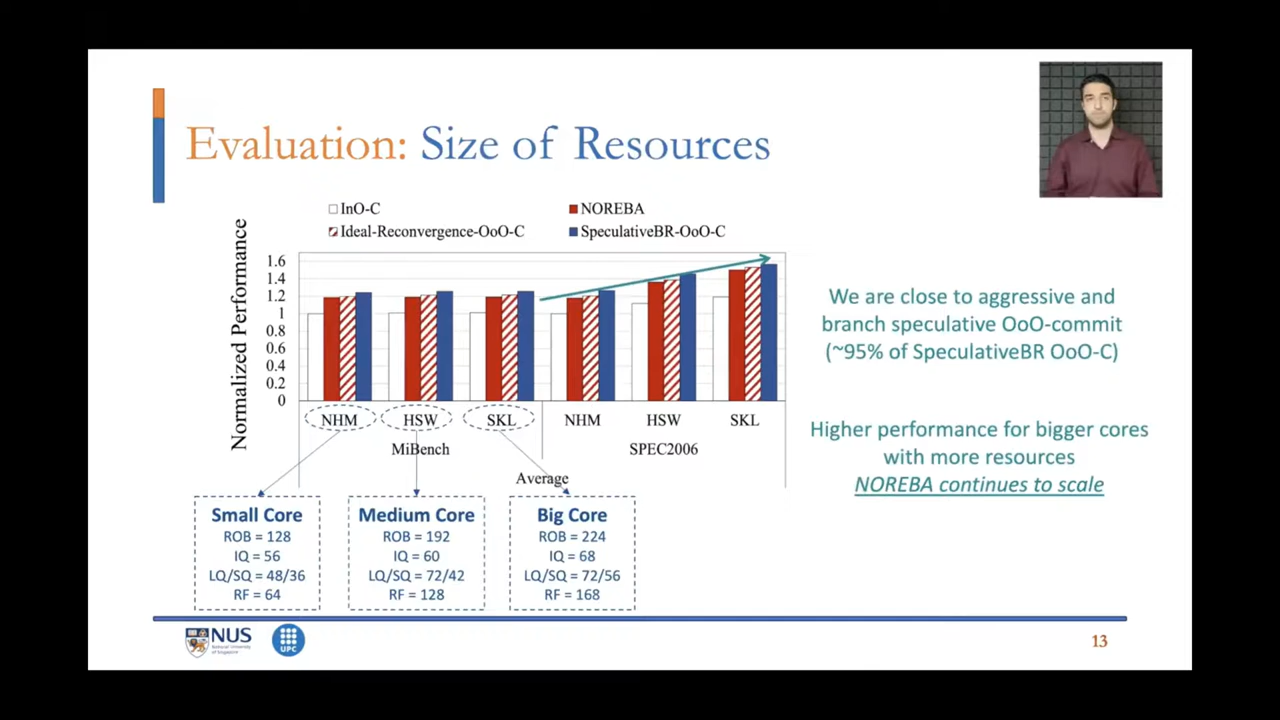 Evaluation: Size of Resources
InO-C
NOREBA
Ideal-Reconvergence-OoO-C
SpeculativeBR-OoO-C
Normalized Performance
1.6
1.4
1.2
1
0.8
0.6
0.4
0.2
0
NHM
HSW
SKL
NHM
HSW
SKL
MiBench
SPEC2006
Average
We are close to aggressive and
branch speculative OoO-commit
(~95% of SpeculativeBR OoO-C)
Higher performance for bigger cores
with more resources
NOREBA continues to scale
Small Core
ROB = 128
IQ = 56
LQ/SQ = 48/36
RF = 64
Medium Core
ROB = 192
IQ = 60
LQ/SQ = 72/42
RF = 128
Big Core
ROB = 224
IQ = 68
LQ/SQ = 72/56
RF = 168
NUS
National University
of Singapore
UPC
13